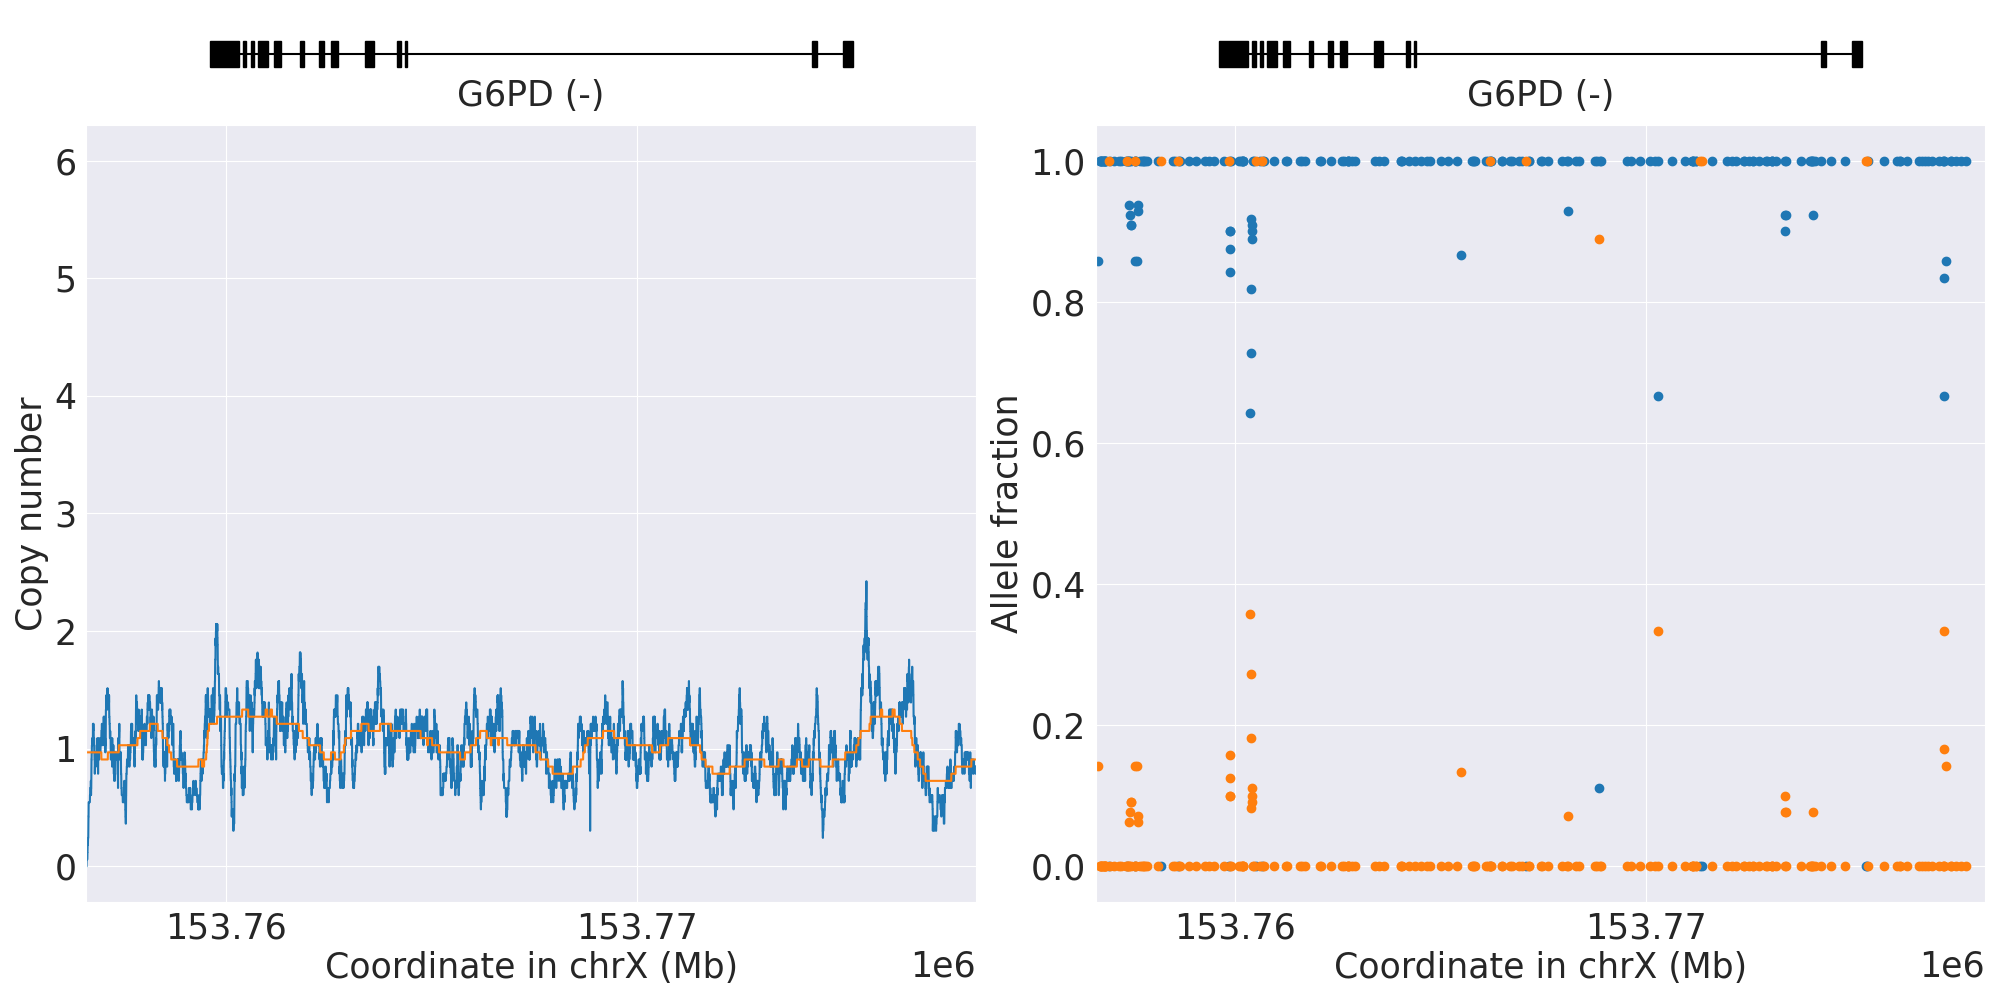 G6PD (-)
6
5
4
3
2
1
0
Copy number
153.76
153.77
Coordinate in chrX (Mb)
1e6
G6PD (-)
1.0
0.8
0.6
0.4
0.2
0.0
Allele fraction
153.76
153.77
Coordinate in chrX (Mb)
1e6